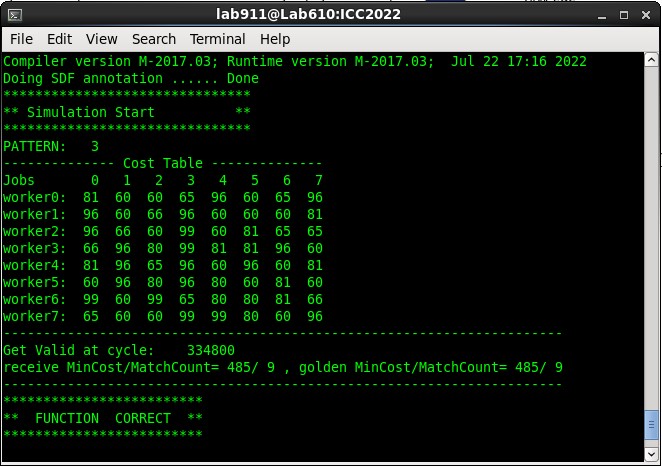 lab911@Lab610:ICC2022
File Edit View Search Terminal Help
Compiler version M-2017.03; Runtime version M-2017.03;  Jul 22 17:16 2022
Doing SDF annotation ...... Done
*******************************
** Simulation Start          **
*******************************
PATTERN:   3
-------------- Cost Table --------------
Jobs       0   1   2   3   4   5   6   7
worker0:  81  60  60  65  96  60  65  96
worker1:  96  60  66  96  60  60  60  81
worker2:  96  66  60  99  60  81  65  65
worker3:  66  96  80  99  81  81  96  60
worker4:  81  96  65  96  60  96  60  81
worker5:  60  96  80  96  80  60  81  60
worker6:  99  60  99  65  80  80  81  66
worker7:  65  60  60  99  99  80  60  96
----------------------------------------------------------------------
Get Valid at cycle:    334800
receive MinCost/MatchCount= 485/ 9 , golden MinCost/MatchCount= 485/ 9
----------------------------------------------------------------------
*************************
**  FUNCTION  CORRECT  **
*************************